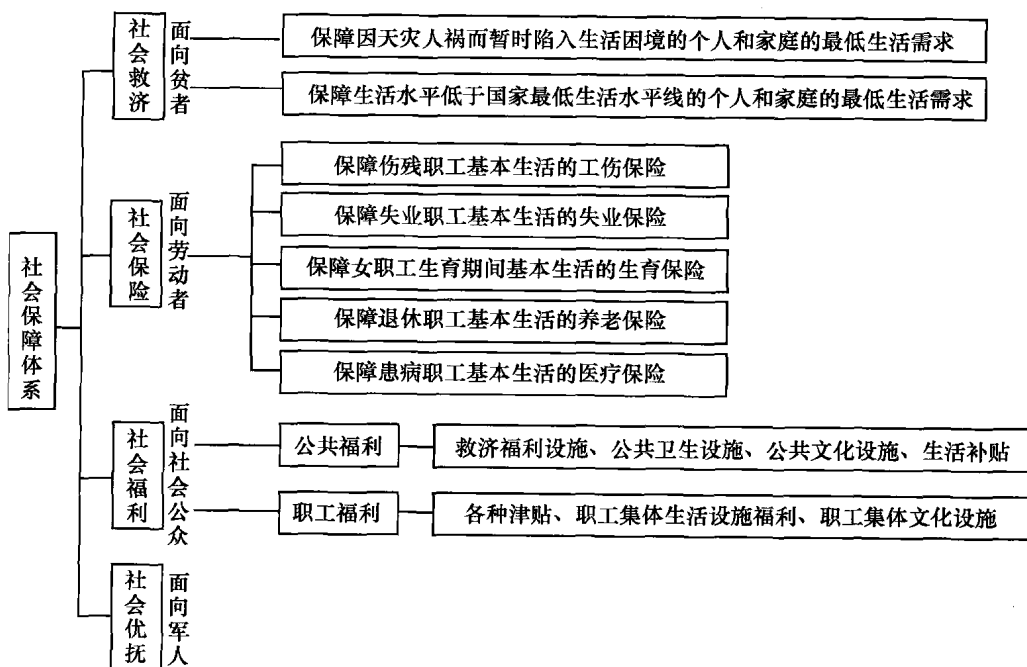 社会保障体系
社会救济
面向贫者
保障因天灾人祸而暂时陷入生活困境的个人和家庭的最低生活需求
保障生活水平低于国家最低生活水平线的个人和家庭的最低生活需求
社会保险
面向劳动者
保障伤残职工基本生活的工伤保险
保障失业职工基本生活的失业保险
保障女职工生育期间基本生活的生育保险
保障退休职工基本生活的养老保险
保障患病职工基本生活的医疗保险
社会福利
面向社会公众
公共福利
救济福利设施、公共卫生设施、公共文化设施、生活补贴
职工福利
各种津贴、职工集体生活设施福利、职工集体文化设施
社会优抚
面向军人